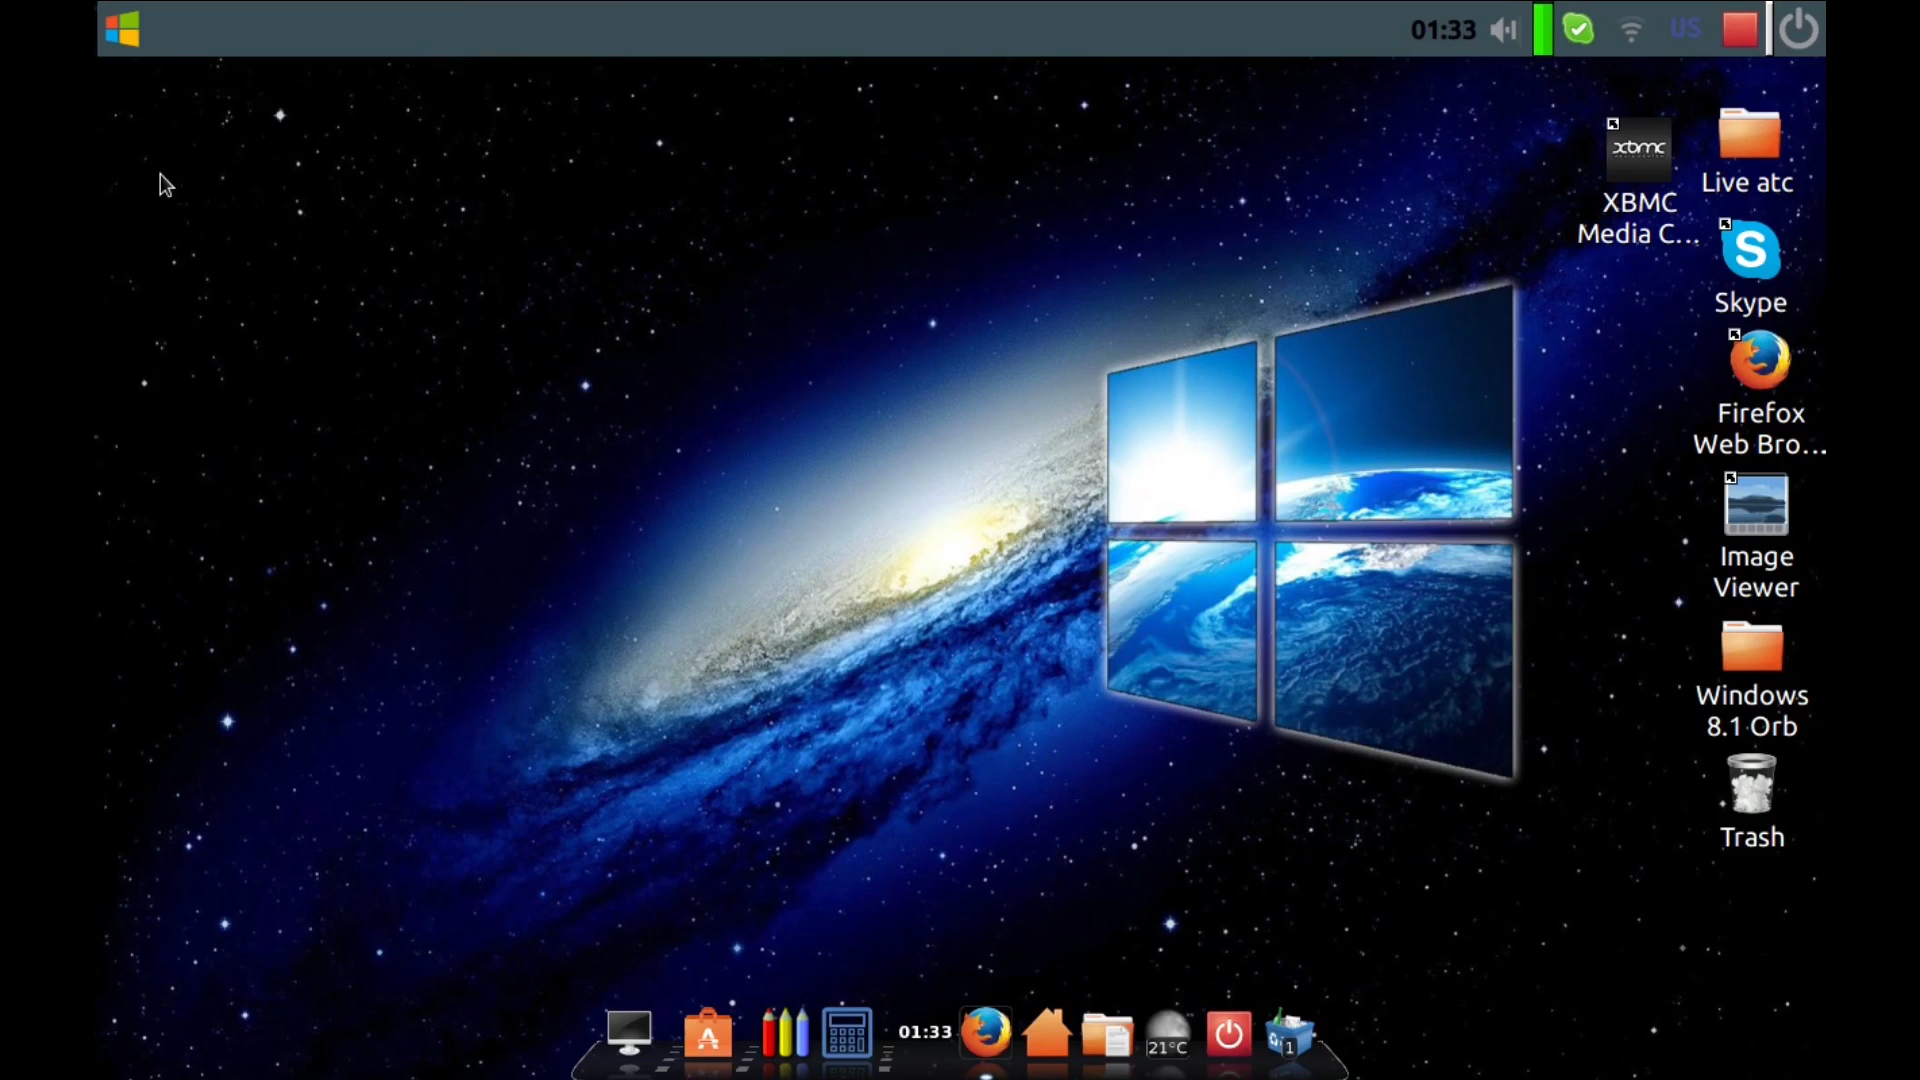 01:33
US
xbmc
XBMC
Media C...
Live atc
S
Skype
Firefox
Web Bro...
Image
Viewer
Windows
8.1 Orb
Trash
A
01:33
21°C
1